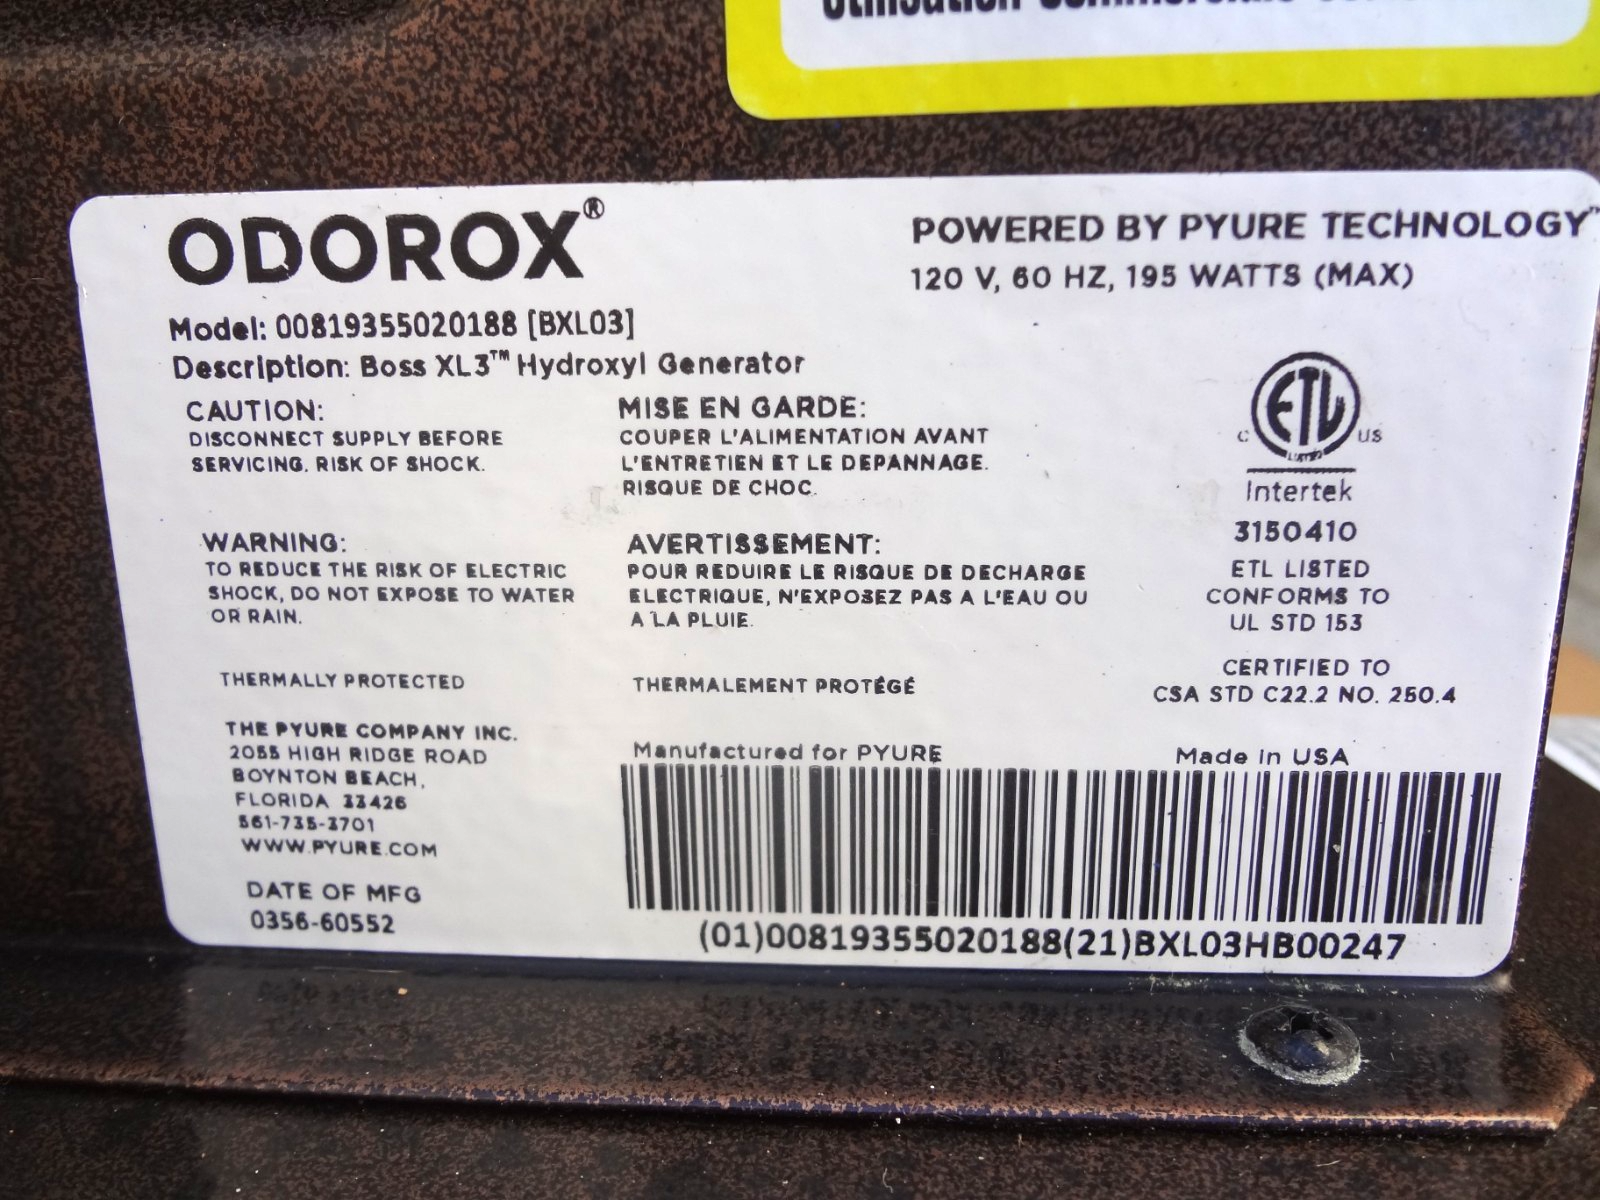 Utilisation
ODOROX®
POWERED BY PYURE TECHNOLOGY™
120 V, 60 HZ, 195 WATTS (MAX)
Model: 00819355020188 [BXL03]
Description: Boss XL3™ Hydroxyl Generator
CAUTION:
DISCONNECT SUPPLY BEFORE
SERVICING. RISK OF SHOCK.
MISE EN GARDE:
COUPER L'ALIMENTATION AVANT
L'ENTRETIEN ET LE DEPANNAGE.
RISQUE DE CHOC.
C ETL US
LISTED
Intertek
3150410
ETL LISTED
CONFORMS TO
UL STD 153
CERTIFIED TO
CSA STD C22.2 NO. 250.4
WARNING:
TO REDUCE THE RISK OF ELECTRIC
SHOCK, DO NOT EXPOSE TO WATER
OR RAIN.
AVERTISSEMENT:
POUR REDUIRE LE RISQUE DE DECHARGE
ELECTRIQUE, N'EXPOSEZ PAS A L'EAU OU
A LA PLUIE.
THERMALLY PROTECTED
THERMALEMENT PROTÉGÉ
THE PYURE COMPANY INC.
2055 HIGH RIDGE ROAD
BOYNTON BEACH,
FLORIDA 33426
561-735-3701
WWW.PYURE.COM
DATE OF MFG
0356-60552
Manufactured for PYURE
Made in USA
(01)00819355020188(21)BXL03HB00247